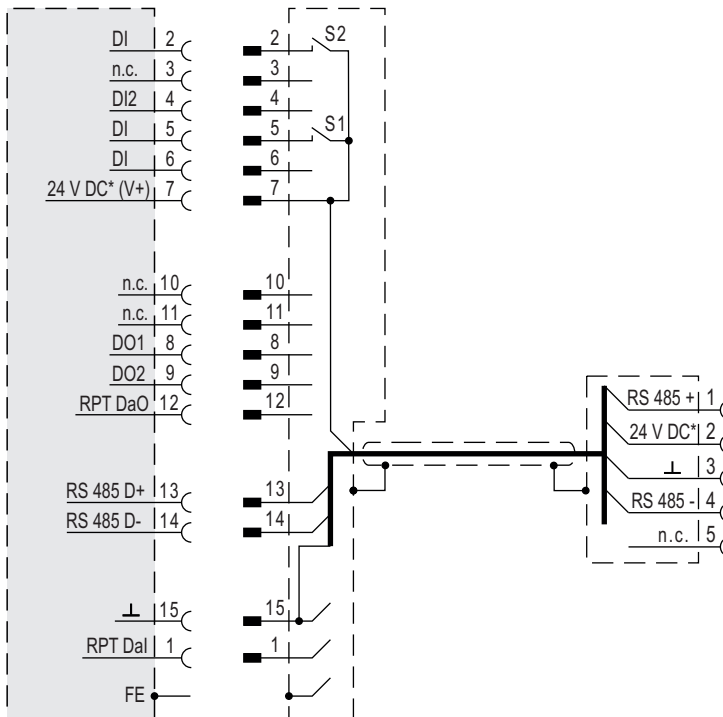 DI 2 2 S2
n.c. 3 3
DI2 4 4
DI 5 5 S1
DI 6 6
24 V DC* (V+) 7 7
n.c. 10 10
n.c. 11 11
DO1 8 8
DO2 9 9
RPT DaO 12 12
RS 485 + 1
24 V DC* 2
⊥ 3
RS 485 - 4
n.c. 5
RS 485 D+ 13 13
RS 485 D- 14 14
⊥ 15 15
RPT DaI 1 1
FE